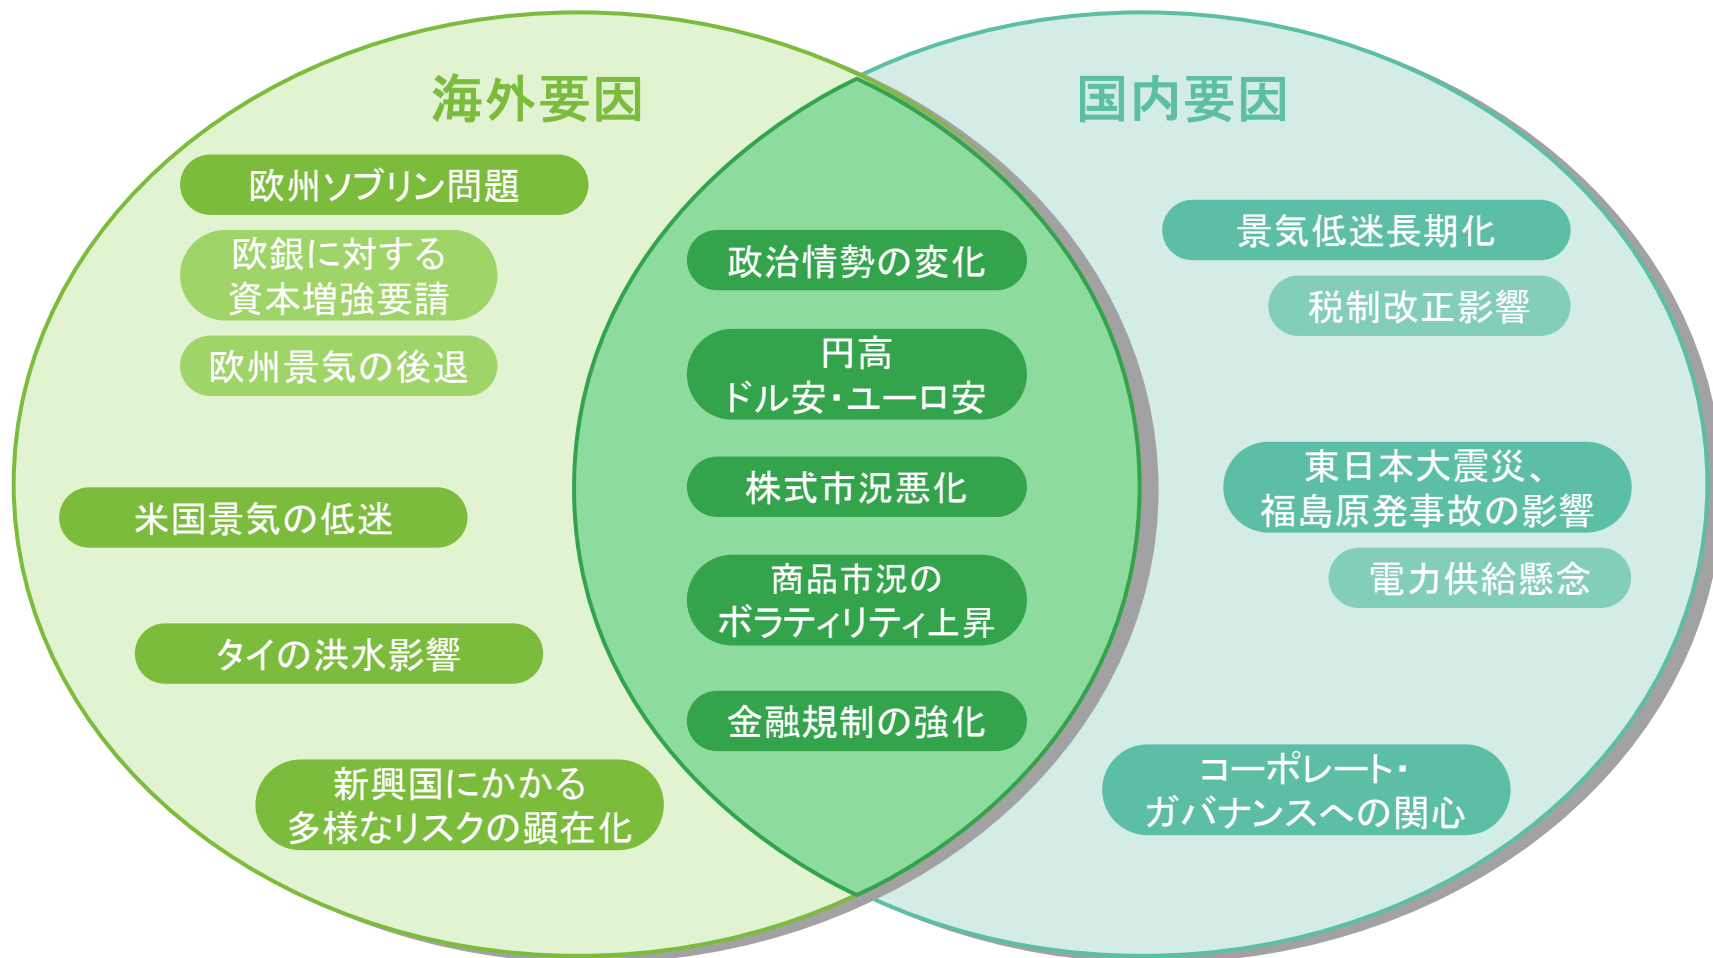 海外要因
欧州ソブリン問題
欧銀に対する
資本増強要請
欧州景気の後退
米国景気の低迷
タイの洪水影響
新興国にかかる
多様なリスクの顕在化
政治情勢の変化
円高
ドル安・ユーロ安
株式市況悪化
商品市況の
ボラティリティ上昇
金融規制の強化
国内要因
景気低迷長期化
税制改正影響
東日本大震災、
福島原発事故の影響
電力供給懸念
コーポレート・
ガバナンスへの関心